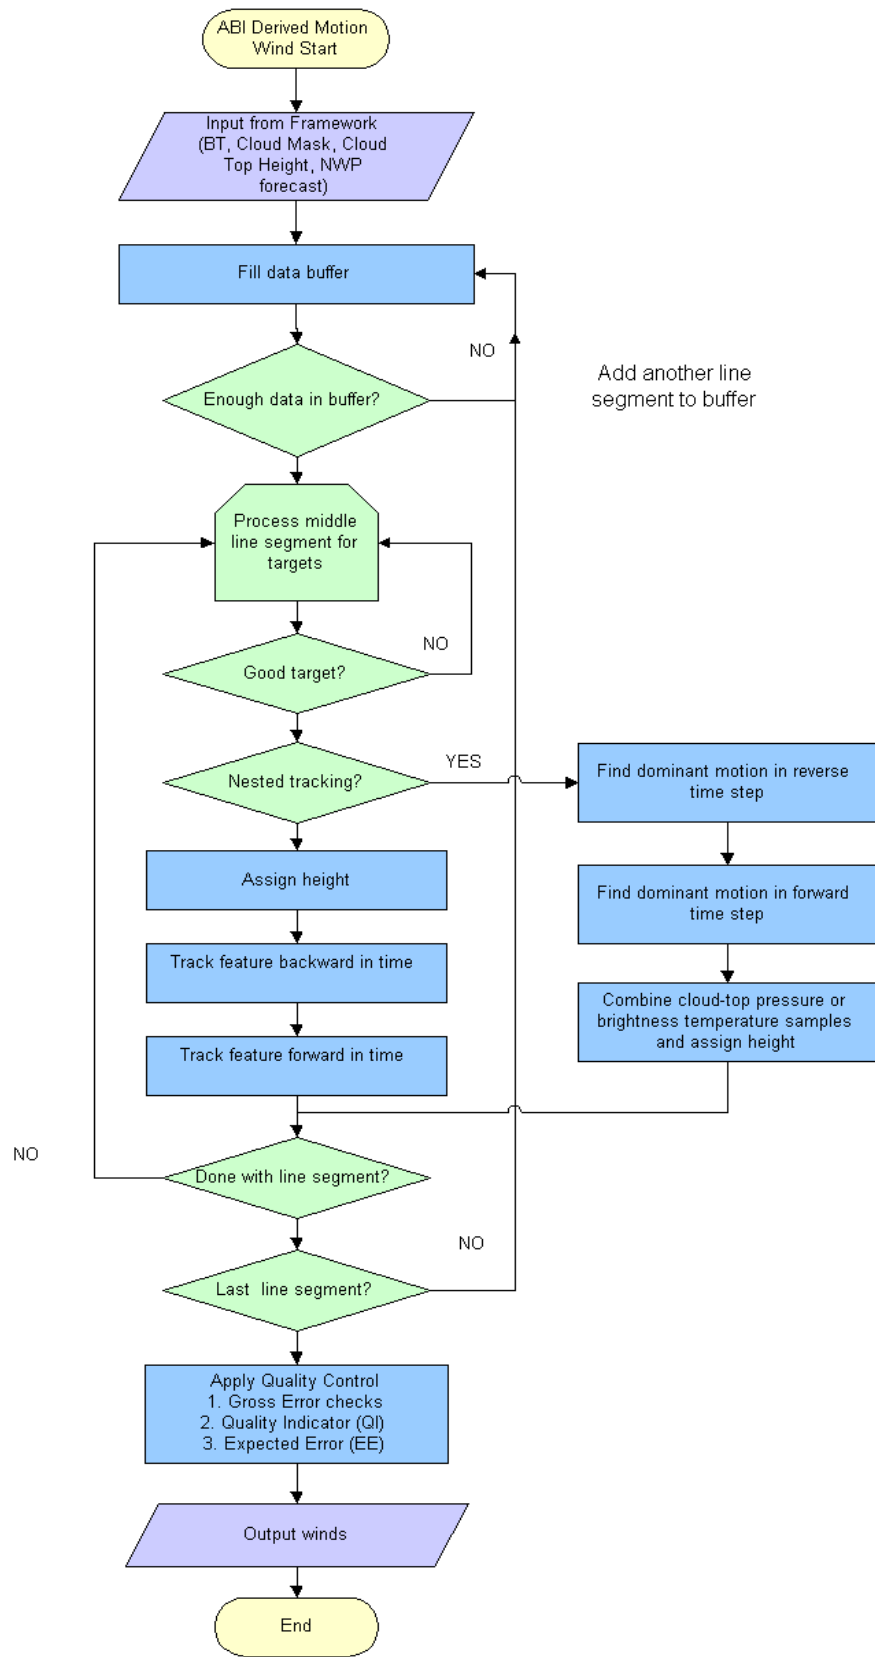 ABI Derived Motion
Wind Start
Input from Framework
(BT, Cloud Mask, Cloud
Top Height, NWP
forecast)
Fill data buffer
NO
Enough data in buffer?
Add another line
segment to buffer
Process middle
line segment for
targets
NO
Good target?
YES
Nested tracking?
Find dominant motion in reverse
time step
Assign height
Find dominant motion in forward
time step
Track feature backward in time
Combine cloud-top pressure or
brightness temperature samples
and assign height
Track feature forward in time
NO
Done with line segment?
NO
Last line segment?
Apply Quality Control
1. Gross Error checks
2. Quality Indicator (QI)
3. Expected Error (EE)
Output winds
End